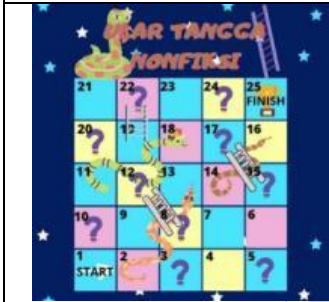 ULAR TANGGA
NONFIKSI
21 22 ? 23 24 ? 25
FINISH
20 ? 19 18 17 ? 16
11 12 ? 13 14 15 ?
10 ? 9 8 ? 7 6
1 2 3 ? 4 5 ?
START